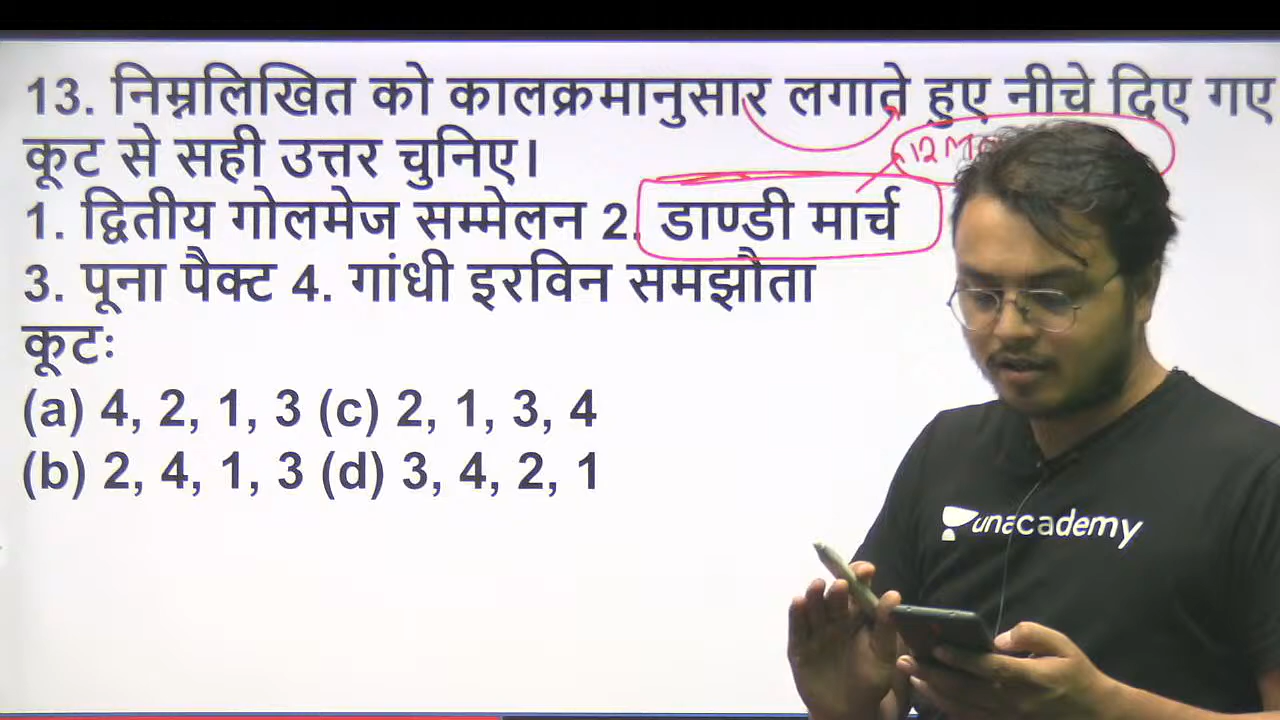 13. निम्नलिखित को कालक्रमानुसार लगाते हुए नीचे दिए गए
कूट से सही उत्तर चुनिए।
12
1. द्वितीय गोलमेज सम्मेलन 2. डाण्डी मार्च
3. पूना पैक्ट 4. गांधी इरविन समझौता
कूटः
(a) 4, 2, 1, 3 (c) 2, 1, 3, 4
(b) 2, 4, 1, 3 (d) 3, 4, 2, 1
unacademy